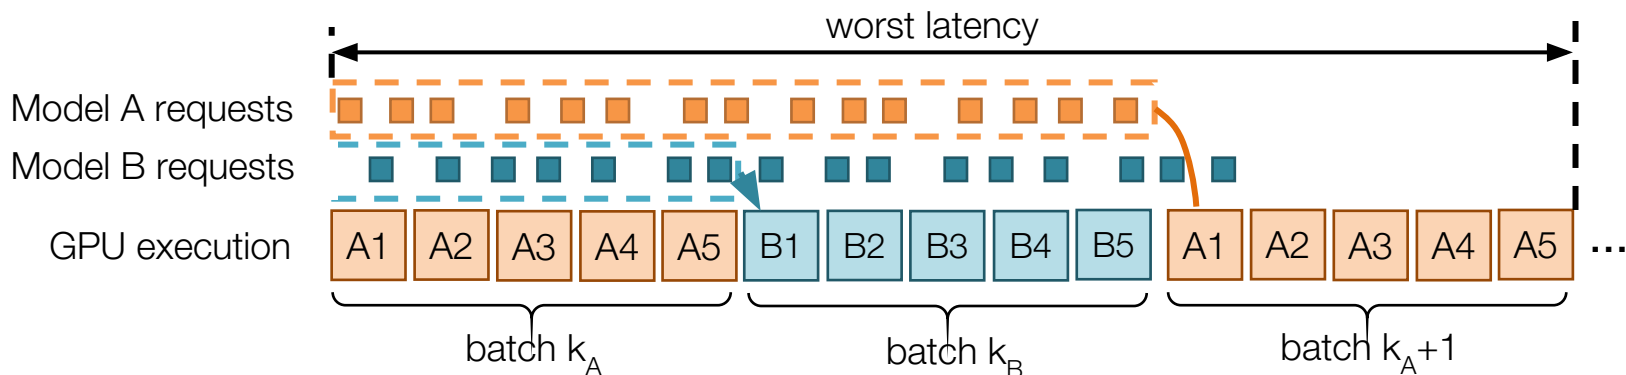 worst latency
Model A requests
Model B requests
GPU execution A1 A2 A3 A4 A5 B1 B2 B3 B4 B5 A1 A2 A3 A4 A5 ...
batch kA batch kB batch kA+1